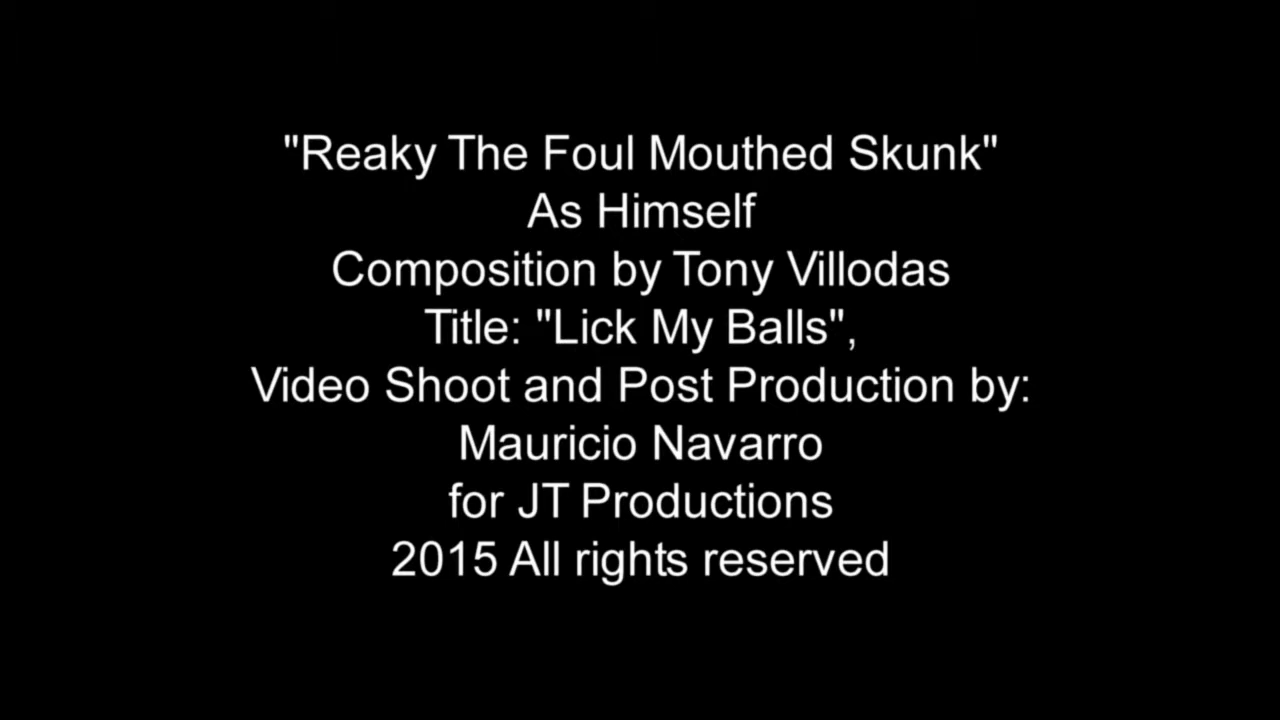 "Reaky The Foul Mouthed Skunk"
As Himself
Composition by Tony Villodas
Title: "Lick My Balls",
Video Shoot and Post Production by:
Mauricio Navarro
for JT Productions
2015 All rights reserved